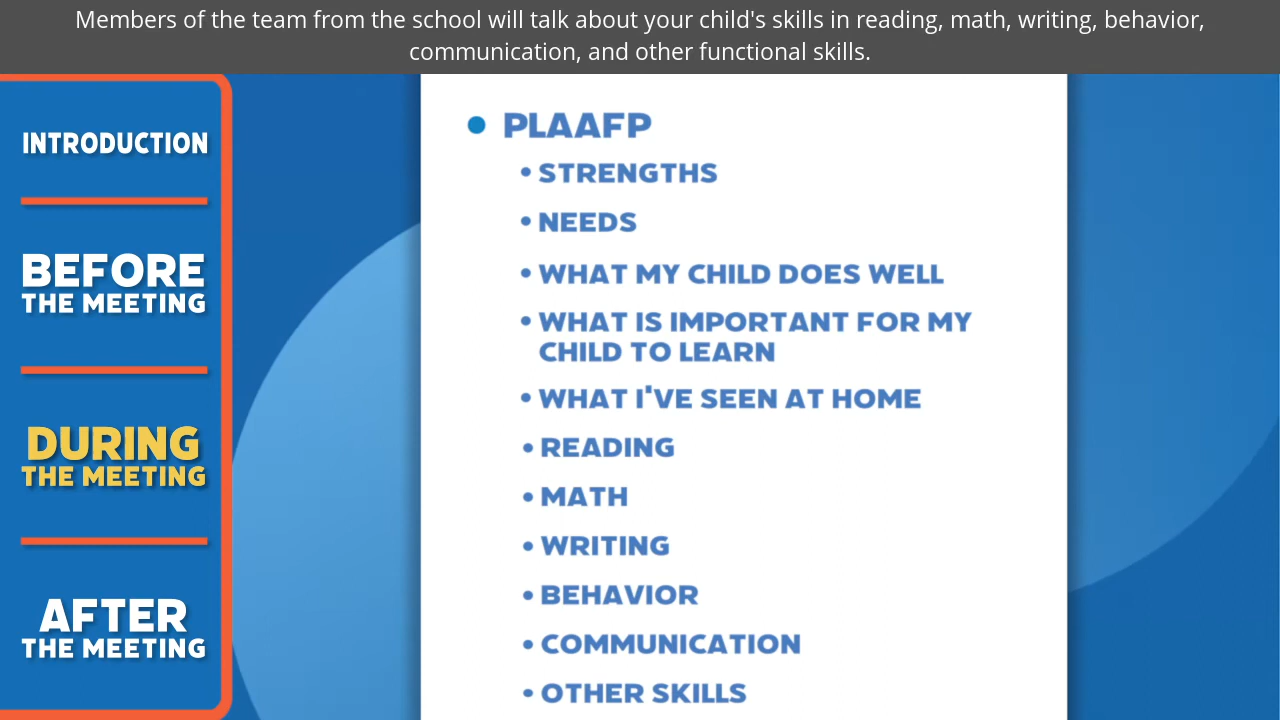 Members of the team from the school will talk about your child's skills in reading, math, writing, behavior,
communication, and other functional skills.
INTRODUCTION
BEFORE
THE MEETING
DURING
THE MEETING
AFTER
THE MEETING
• PLAAFP
• STRENGTHS
• NEEDS
• WHAT MY CHILD DOES WELL
• WHAT IS IMPORTANT FOR MY
CHILD TO LEARN
• WHAT I'VE SEEN AT HOME
• READING
• MATH
• WRITING
• BEHAVIOR
• COMMUNICATION
• OTHER SKILLS